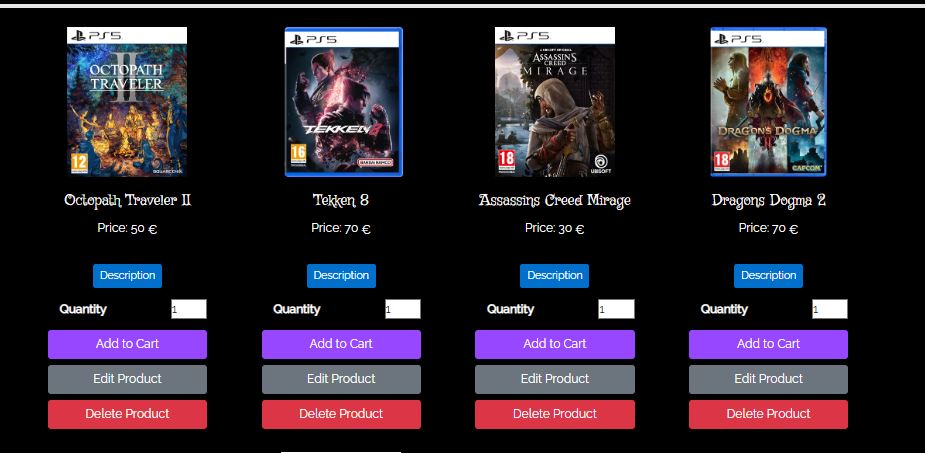 PS5 PS5 PS5 PS5
OCTOPATH
TRAVELER
II
12
SQUARE ENIX
TEKKEN 8
16
BANDAI NAMCO
ASSASSIN'S
CREED
MIRAGE
18
UBISOFT
DRAGON'S DOGMA
II
18
CAPCOM
Octopath Traveler II Tekken 8 Assassins Creed Mirage Dragons Dogma 2
Price: 50 € Price: 70 € Price: 30 € Price: 70 €
Description Description Description Description
Quantity 1 Quantity 1 Quantity 1 Quantity 1
Add to Cart Add to Cart Add to Cart Add to Cart
Edit Product Edit Product Edit Product Edit Product
Delete Product Delete Product Delete Product Delete Product